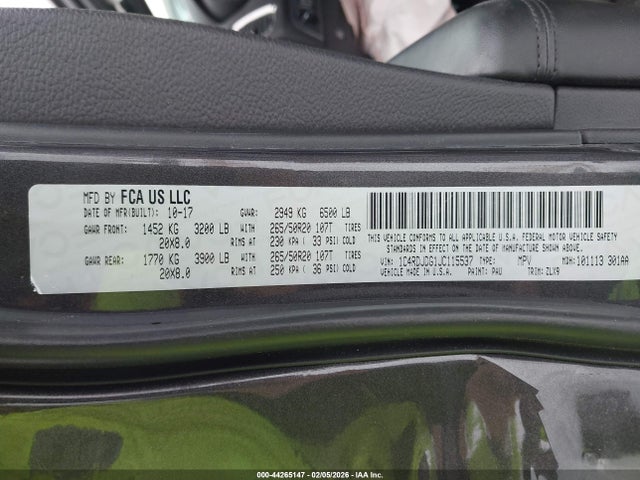 MFD BY FCA US LLC
DATE OF MFR(BUILT): 10-17 GVWR: 2949 KG 6500 LB
GAWR FRONT: 1452 KG 3200 LB WITH 265/50R20 107T TIRES
20X8.0 RIMS AT 230 KPA ( 33 PSI) COLD
GAWR REAR: 1770 KG 3900 LB WITH 265/50R20 107T TIRES
20X8.0 RIMS AT 250 KPA ( 36 PSI) COLD
THIS VEHICLE CONFORMS TO ALL APPLICABLE U.S.A. FEDERAL MOTOR VEHICLE SAFETY
STANDARDS IN EFFECT ON THE DATE OF MANUFACTURE SHOWN ABOVE.
MADE IN U.S.A.
VIN: 1C4RDJDG1JC115537 TYPE: MPV MDH: 101113 301AA
VEHICLE MADE IN U.S.A. PAINT: PAU TRIM: ZLX9
000-44265147 - 02/05/2026 - IAA Inc.